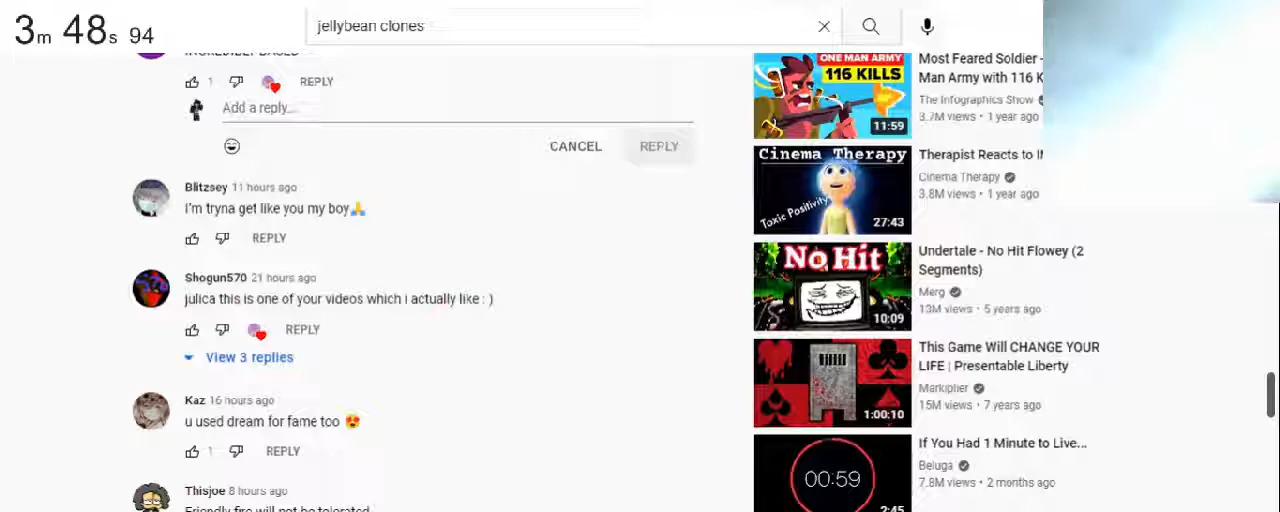 3m 48s 94
jellybean clones
1
REPLY
Add a reply...
CANCEL
REPLY
Blitzsey 11 hours ago
I'm tryna get like you my boy🙏
REPLY
Shogun570 21 hours ago
julica this is one of your videos which i actually like : )
REPLY
View 3 replies
Kaz 16 hours ago
u used dream for fame too 😍
1
REPLY
Thisjoe 8 hours ago
Friendly fire will not be tolerated
ONE MAN ARMY
116 KILLS
11:59
Most Feared Soldier -
Man Army with 116 K
The Infographics Show
3.7M views • 1 year ago
Cinema Therapy
Toxic Positivity
27:43
Therapist Reacts to I
Cinema Therapy
3.8M views • 1 year ago
No Hit
10:09
Undertale - No Hit Flowey (2
Segments)
Merg
13M views • 5 years ago
1:00:10
This Game Will CHANGE YOUR
LIFE | Presentable Liberty
Markiplier
15M views • 7 years ago
00:59
2:45
If You Had 1 Minute to Live...
Beluga
7.8M views • 2 months ago